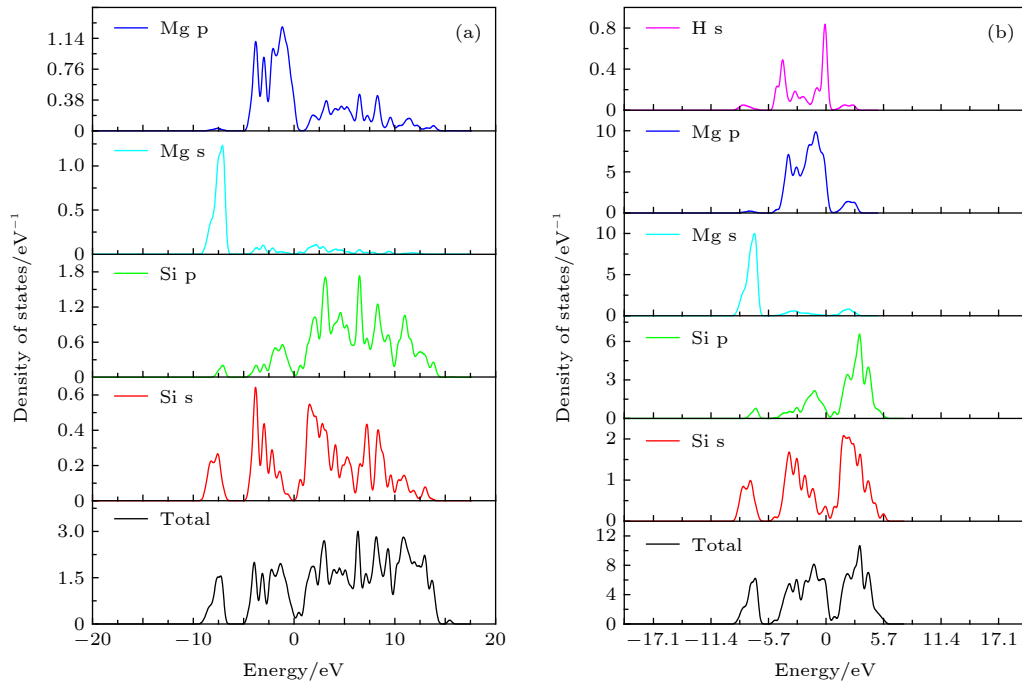 (a)
Mg p
1.14
0.76
0.38
0
Mg s
1.0
0.5
0
Si p
1.8
1.2
0.6
0
Si s
0.6
0.4
0.2
0
Total
3.0
1.5
0
−20 −10 0 10 20
Energy/eV
Density of states/eV⁻¹
(b)
H s
0.8
0.4
0
Mg p
10
5
0
Mg s
10
5
0
Si p
6
3
0
Si s
2
1
0
Total
12
8
4
0
−17.1 −11.4 −5.7 0 5.7 11.4 17.1
Energy/eV
Density of states/eV⁻¹